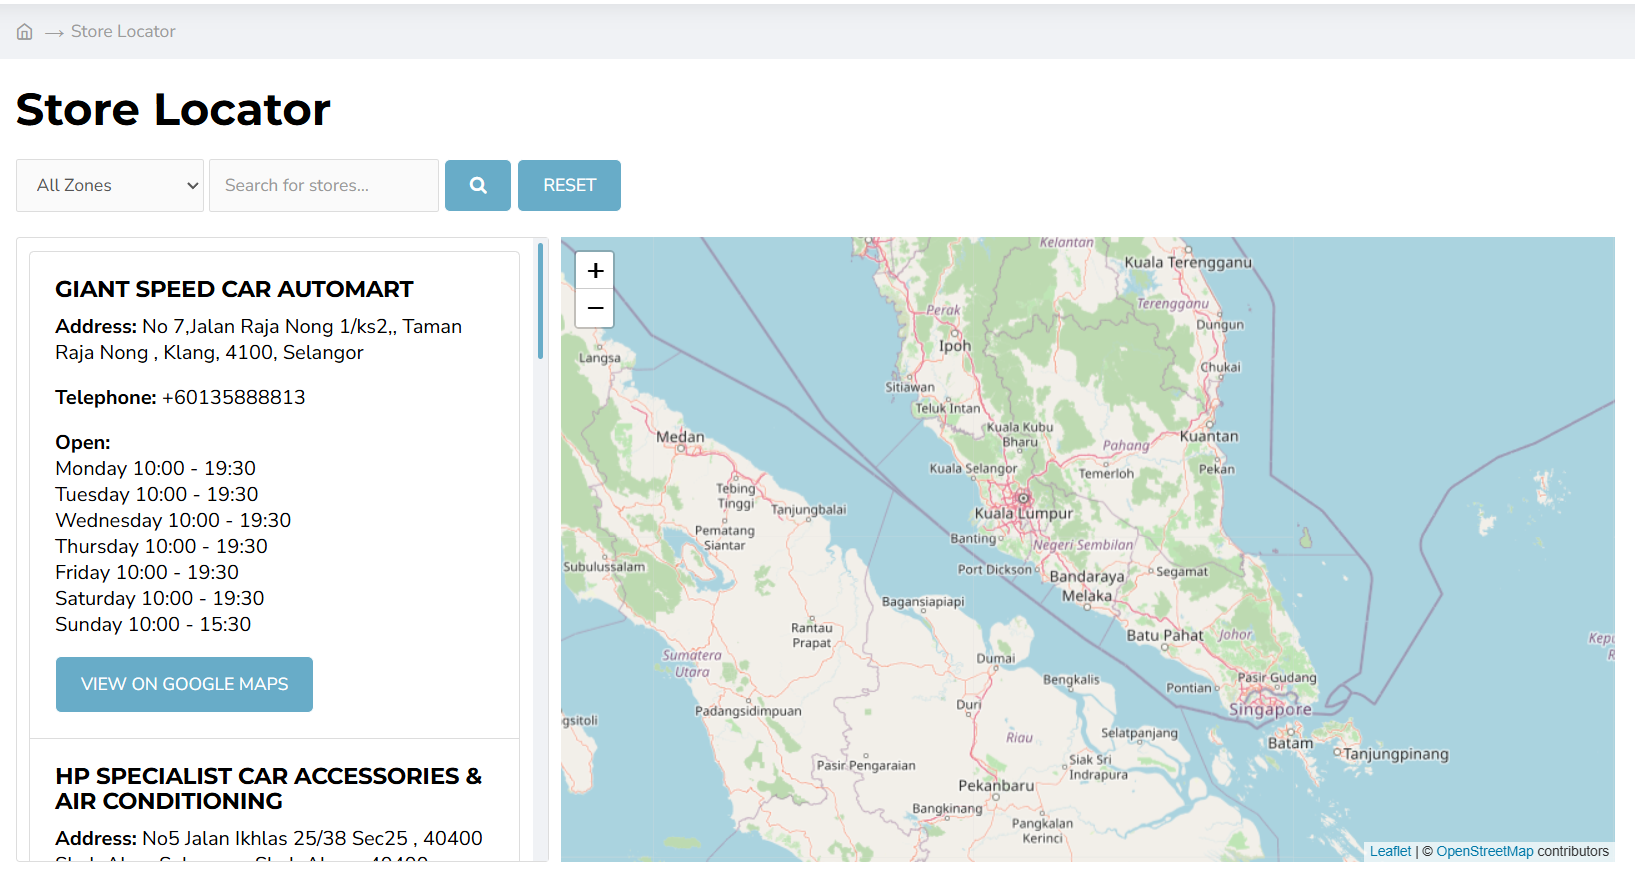 → Store Locator
Store Locator
All Zones
Search for stores...
RESET
GIANT SPEED CAR AUTOMART
Address: No 7,Jalan Raja Nong 1/ks2,, Taman
Raja Nong , Klang, 4100, Selangor
Telephone: +60135888813
Open:
Monday 10:00 - 19:30
Tuesday 10:00 - 19:30
Wednesday 10:00 - 19:30
Thursday 10:00 - 19:30
Friday 10:00 - 19:30
Saturday 10:00 - 19:30
Sunday 10:00 - 15:30
VIEW ON GOOGLE MAPS
HP SPECIALIST CAR ACCESSORIES &
AIR CONDITIONING
Address: No5 Jalan Ikhlas 25/38 Sec25 , 40400
+
−
Kelantan
Kuala Terengganu
Perak
Terengganu
Dungun
Ipoh
Langsa
Chukai
Sitiawan
Teluk Intan
Kuala Kubu
Bharu
Medan
Pahang
Kuantan
Kuala Selangor
Temerloh
Pekan
Tebing
Tinggi
Tanjungbalai
Kuala Lumpur
Pematang
Siantar
Banting
Negeri Sembilan
Subulussalam
Port Dickson
Bandaraya
Melaka
Segamat
Bagansiapiapi
Rantau
Prapat
Batu Pahat
Johor
Kepu
Sumatera
Utara
Dumai
Bengkalis
Pasir Gudang
Pontian
Padangsidimpuan
Duri
Singapore
gsitoli
Riau
Selatpanjang
Batam
Tanjungpinang
Pasir Pengaraian
Siak Sri
Indrapura
Pekanbaru
Bangkinang
Pangkalan
Kerinci
Leaflet | © OpenStreetMap contributors